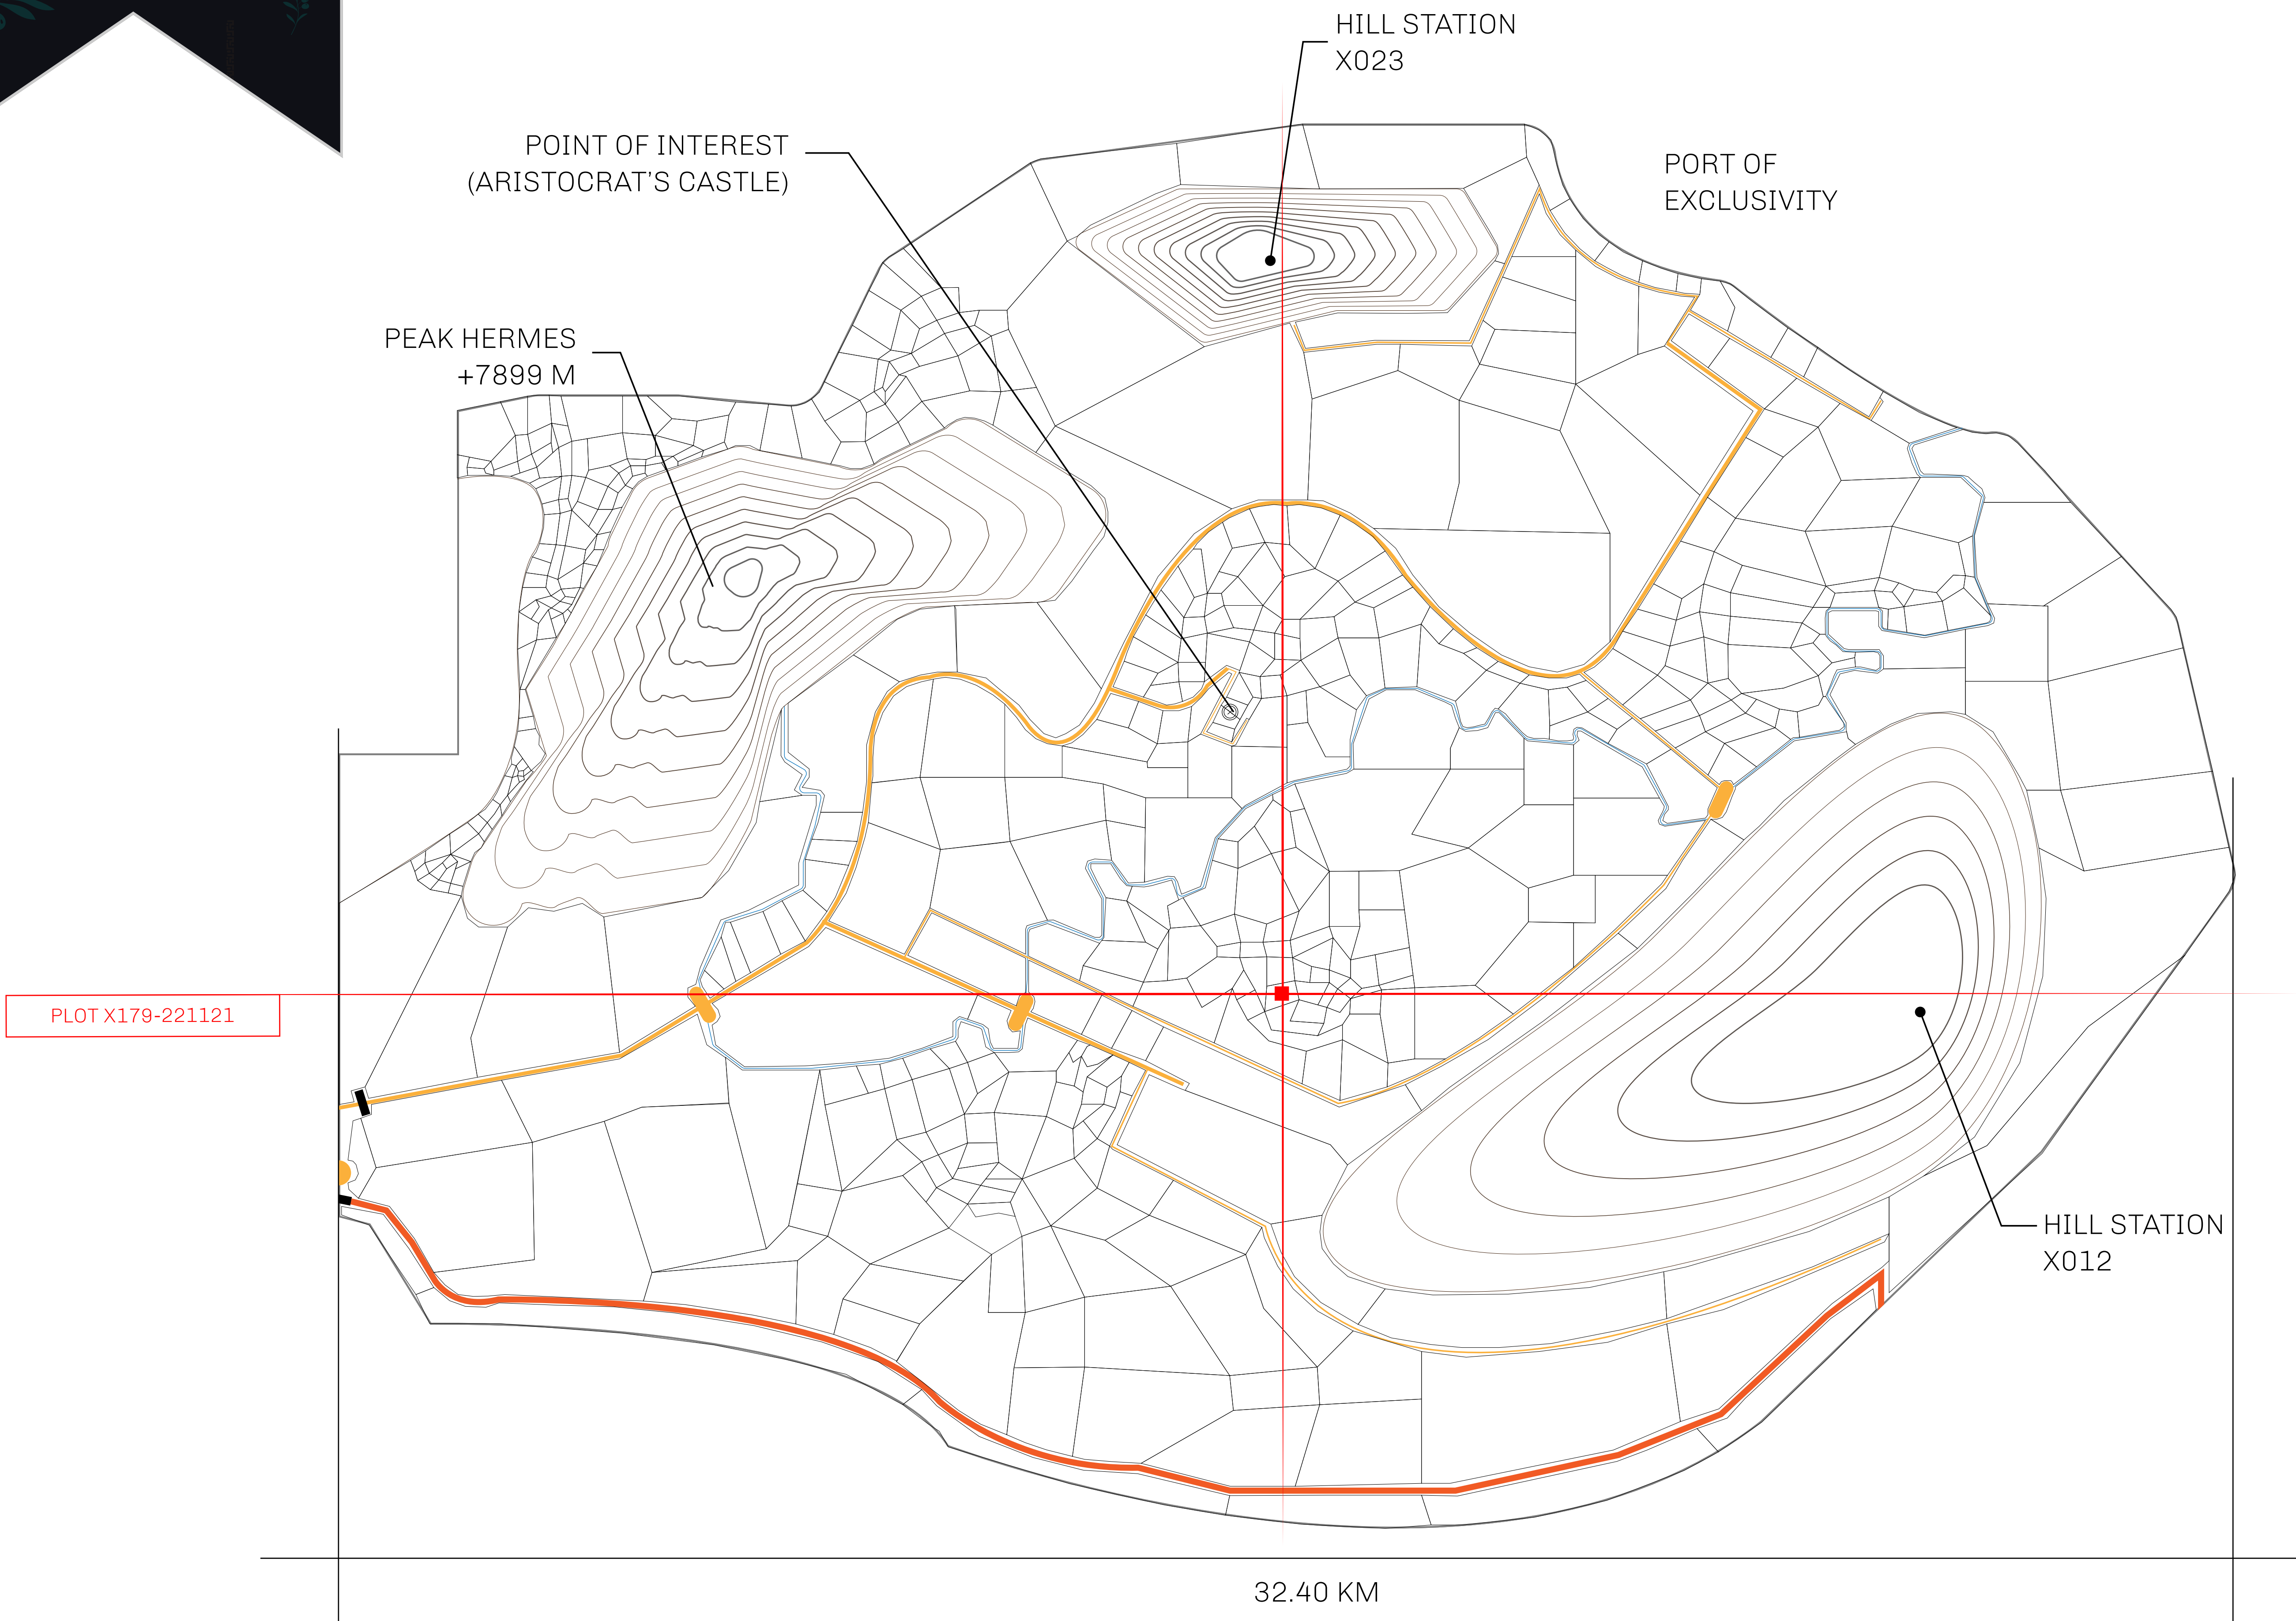 HILL STATION
X023
POINT OF INTEREST
(ARISTOCRAT'S CASTLE)
PORT OF
EXCLUSIVITY
PEAK HERMES
+7899 M
PLOT X179-221121
HILL STATION
X012
32.40 KM